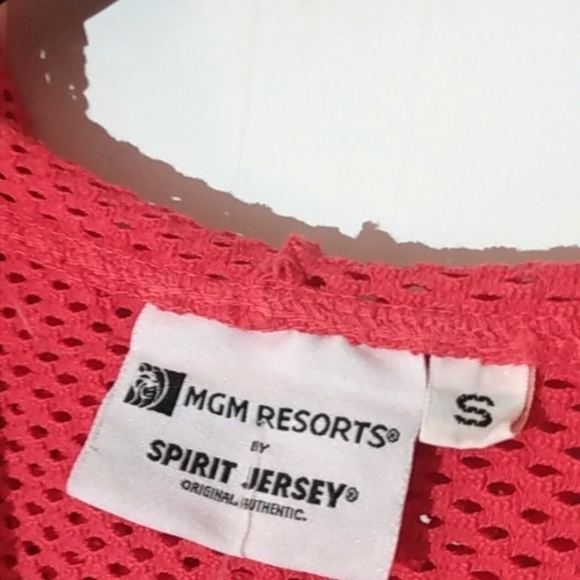 MGM RESORTS®
BY
SPIRIT JERSEY®
ORIGINAL. AUTHENTIC.
S